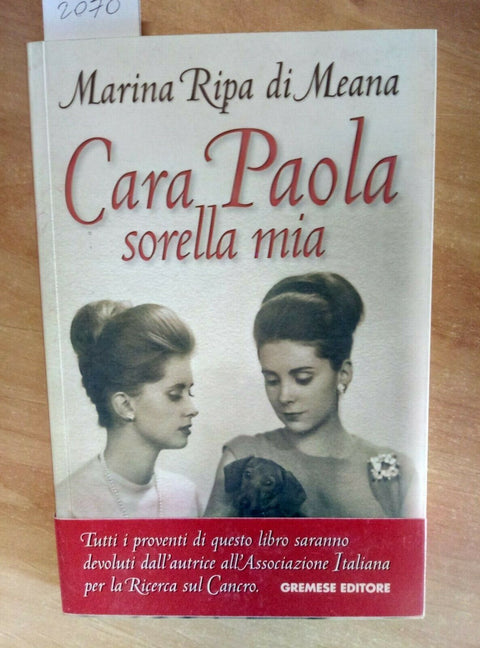 2070
Marina Ripa di Meana
Cara Paola
sorella mia
Tutti i proventi di questo libro saranno
devoluti dall'autrice all'Associazione Italiana
per la Ricerca sul Cancro. GREMESE EDITORE